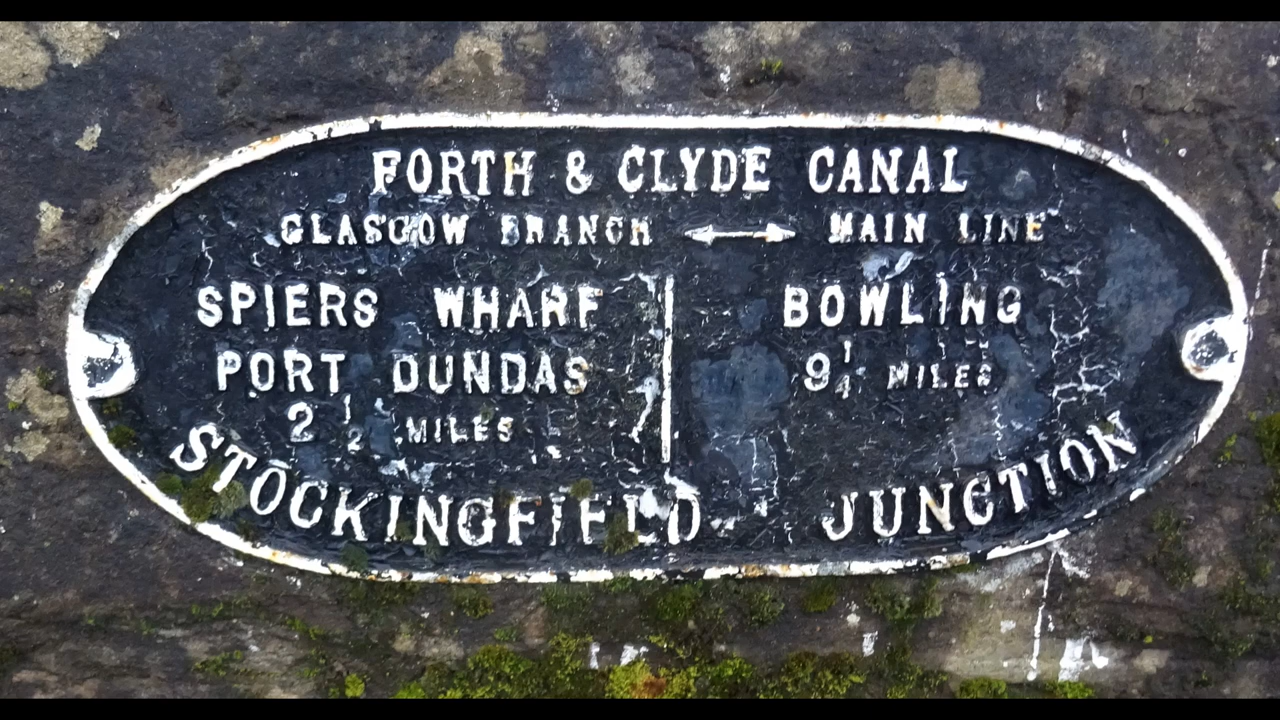 FORTH & CLYDE CANAL
GLASGOW BRANCH ↔ MAIN LINE
SPIERS WHARF
PORT DUNDAS
2 1/2 MILES
BOWLING
9 1/4 MILES
STOCKINGFIELD JUNCTION